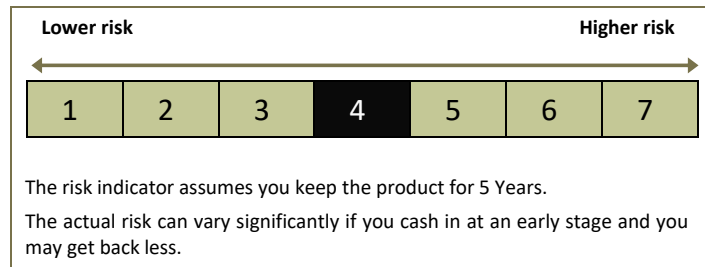 Lower risk Higher risk
1 2 3 4 5 6 7
The risk indicator assumes you keep the product for 5 Years.
The actual risk can vary significantly if you cash in at an early stage and you
may get back less.